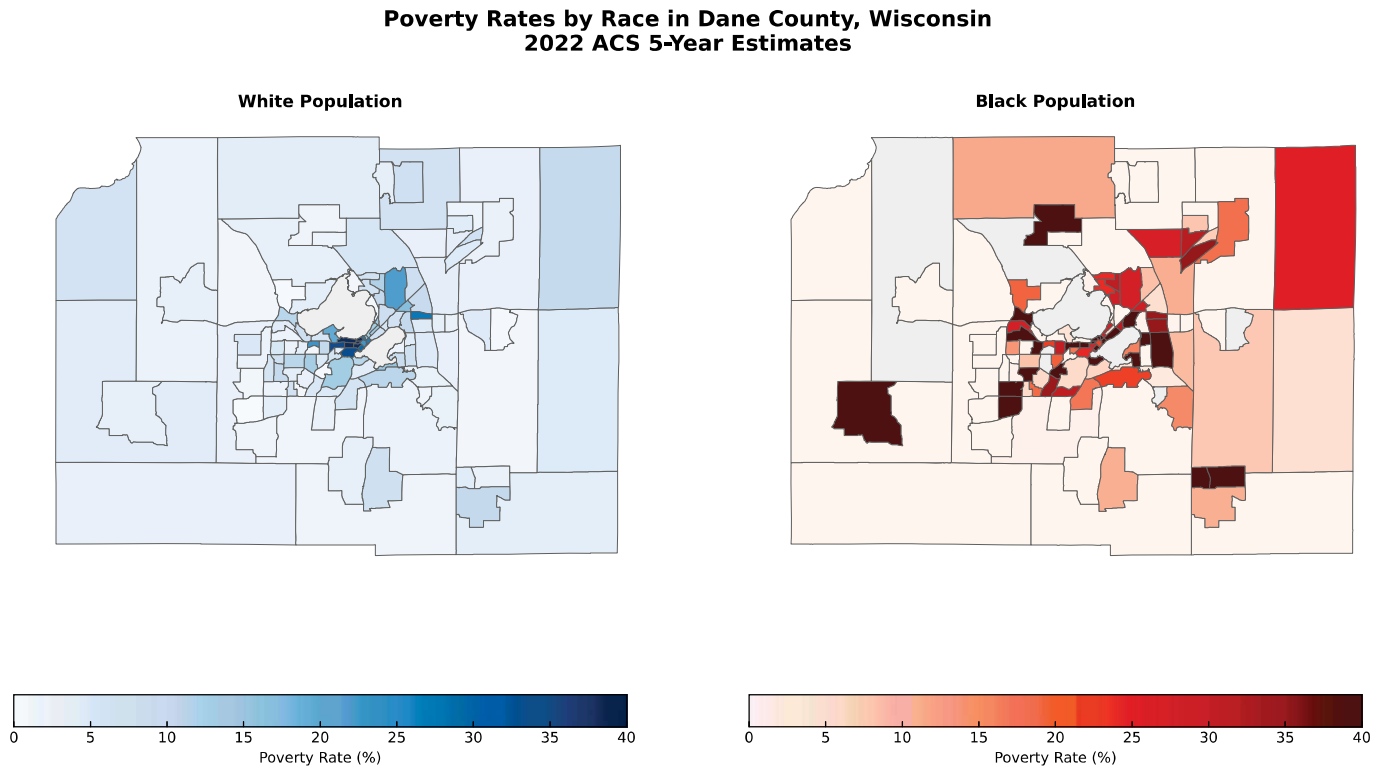 Poverty Rates by Race in Dane County, Wisconsin
2022 ACS 5-Year Estimates
White Population
Black Population
0 5 10 15 20 25 30 35 40
Poverty Rate (%)
0 5 10 15 20 25 30 35 40
Poverty Rate (%)